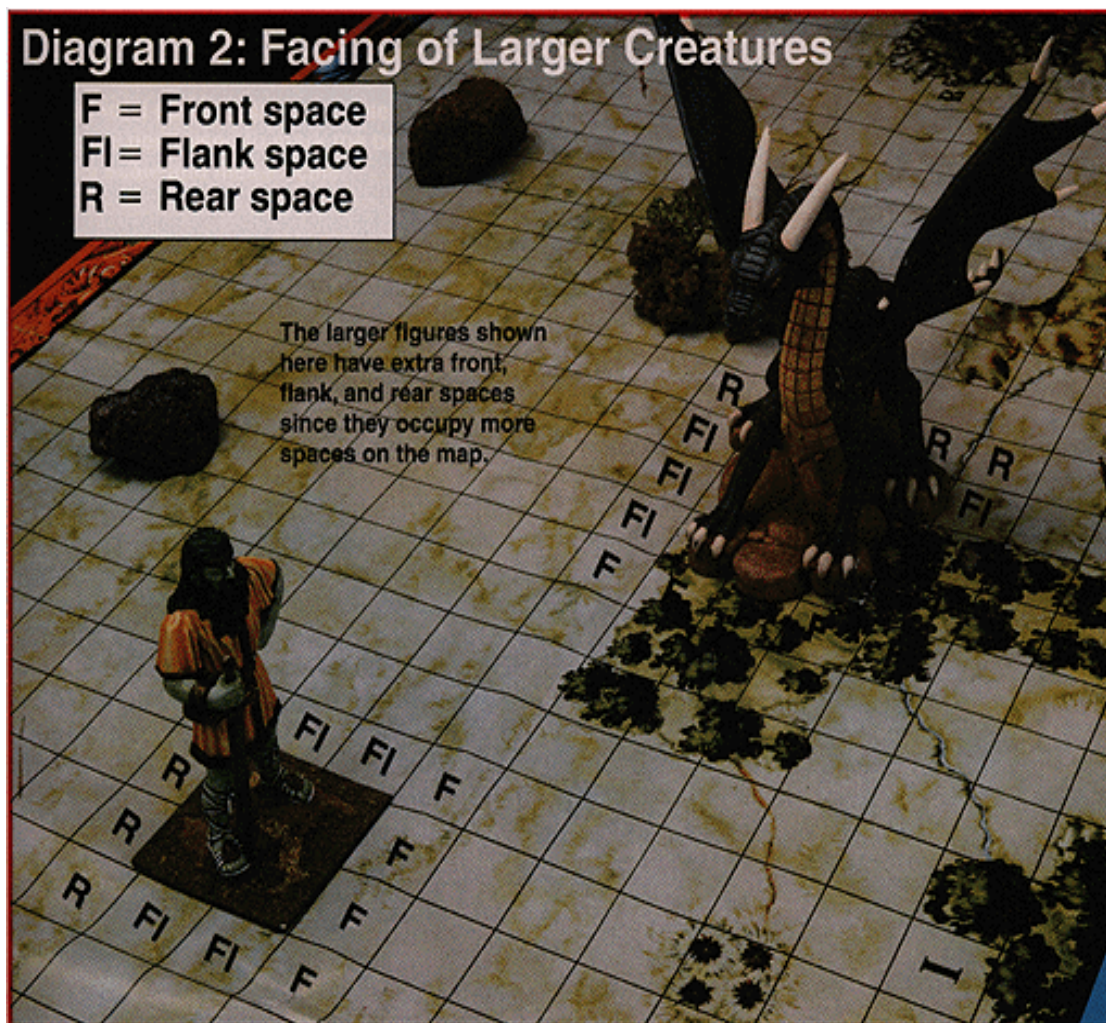 Diagram 2: Facing of Larger Creatures
F = Front space
Fl = Flank space
R = Rear space
The larger figures shown
here have extra front,
flank, and rear spaces
since they occupy more
spaces on the map.
R
Fl
Fl
Fl
F
R R
Fl
Fl Fl F
R
R
R
Fl
Fl
F
F
F
I